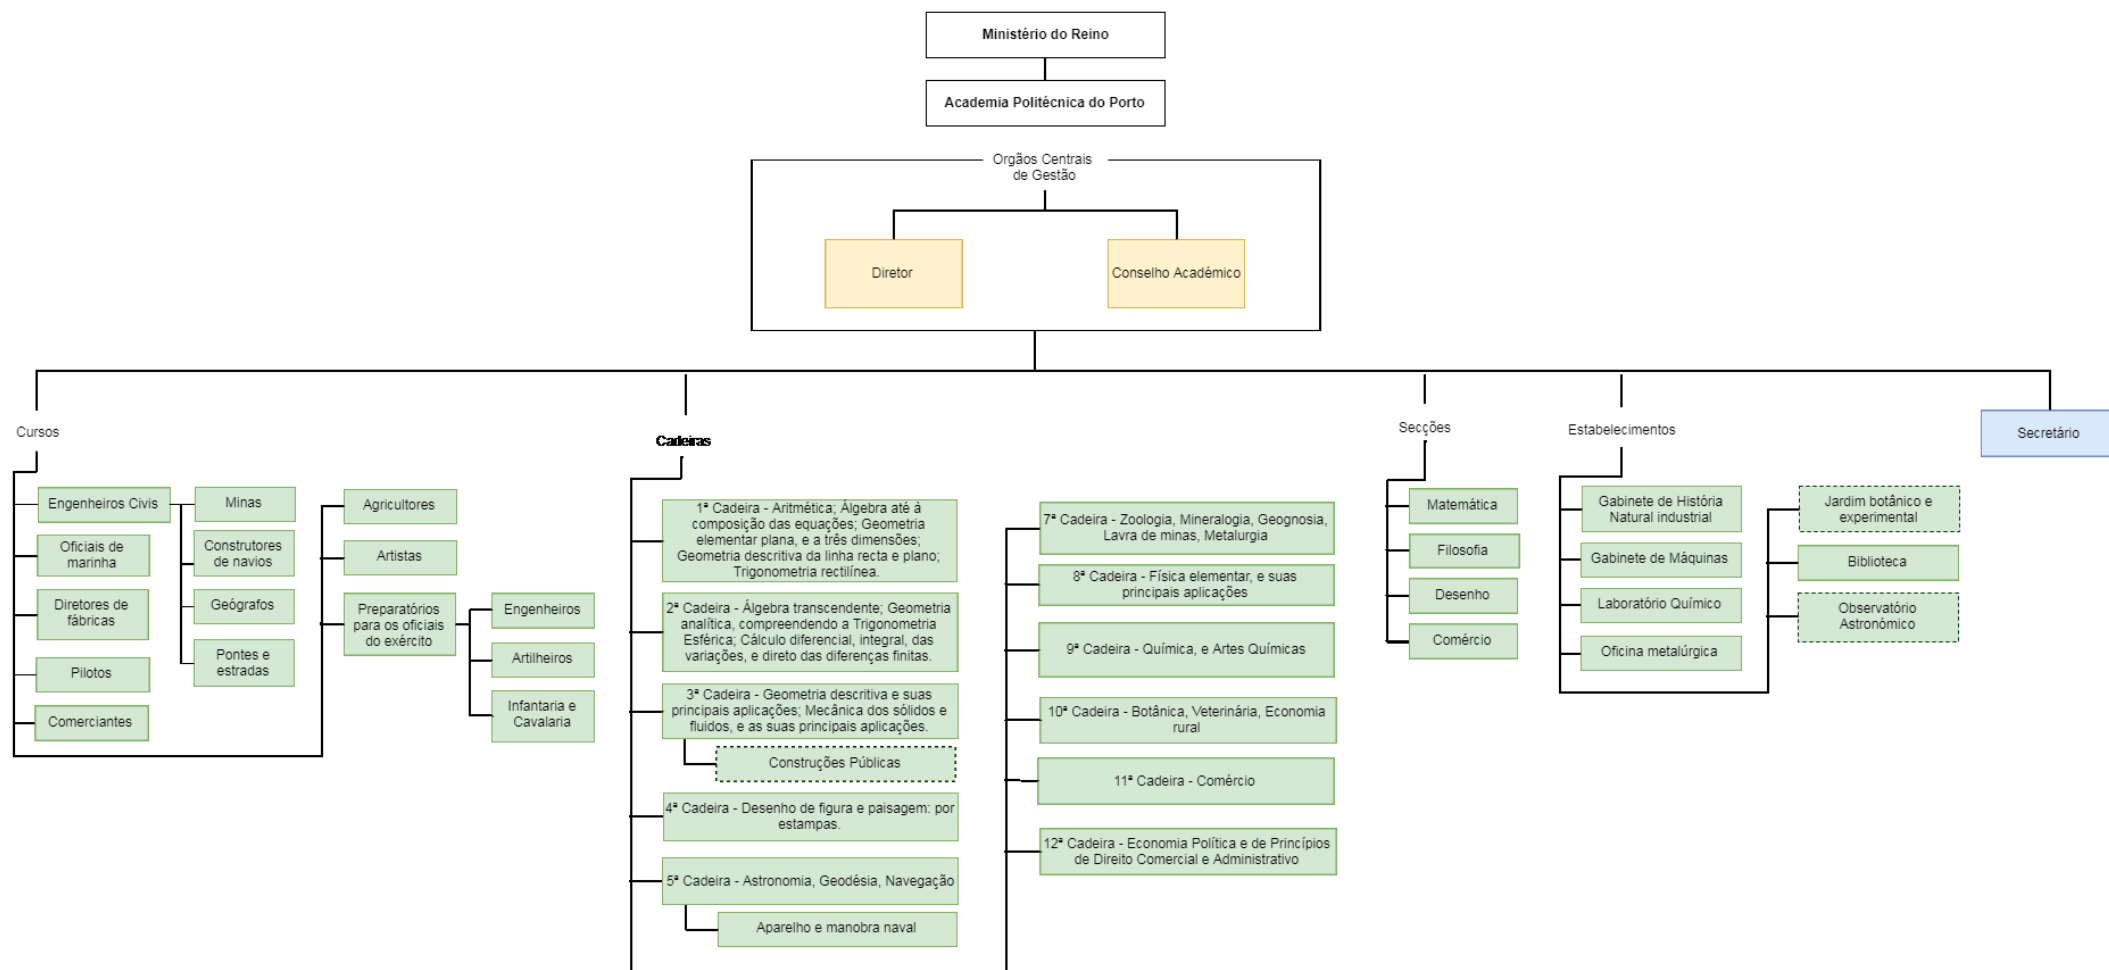 Ministério do Reino
Academia Politécnica do Porto
Orgãos Centrais
de Gestão
Diretor
Conselho Académico
Cursos
Engenheiros Civis
Oficiais de
marinha
Diretores de
fábricas
Pilotos
Comerciantes
Minas
Construtores
de navios
Geógrafos
Pontes e
estradas
Agricultores
Artistas
Preparatórios
para os oficiais
do exército
Engenheiros
Artilheiros
Infantaria e
Cavalaria
Cadeiras
1ª Cadeira - Aritmética; Álgebra até à
composição das equações; Geometria
elementar plana, e a três dimensões;
Geometria descritiva da linha recta e plano;
Trigonometria rectilínea.
2ª Cadeira - Álgebra transcendente; Geometria
analítica, compreendendo a Trigonometria
Esférica; Cálculo diferencial, integral, das
variações, e direto das diferenças finitas.
3ª Cadeira - Geometria descritiva e suas
principais aplicações; Mecânica dos sólidos e
fluidos, e as suas principais aplicações.
Construções Públicas
4ª Cadeira - Desenho de figura e paisagem: por
estampas.
5ª Cadeira - Astronomia, Geodésia, Navegação
Aparelho e manobra naval
7ª Cadeira - Zoologia, Mineralogia, Geognosia,
Lavra de minas, Metalurgia
8ª Cadeira - Física elementar, e suas
principais aplicações
9ª Cadeira - Química, e Artes Químicas
10ª Cadeira - Botânica, Veterinária, Economia
rural
11ª Cadeira - Comércio
12ª Cadeira - Economia Política e de Princípios
de Direito Comercial e Administrativo
Secções
Matemática
Filosofia
Desenho
Comércio
Estabelecimentos
Gabinete de História
Natural industrial
Gabinete de Máquinas
Laboratório Químico
Oficina metalúrgica
Jardim botânico e
experimental
Biblioteca
Observatório
Astronómico
Secretário